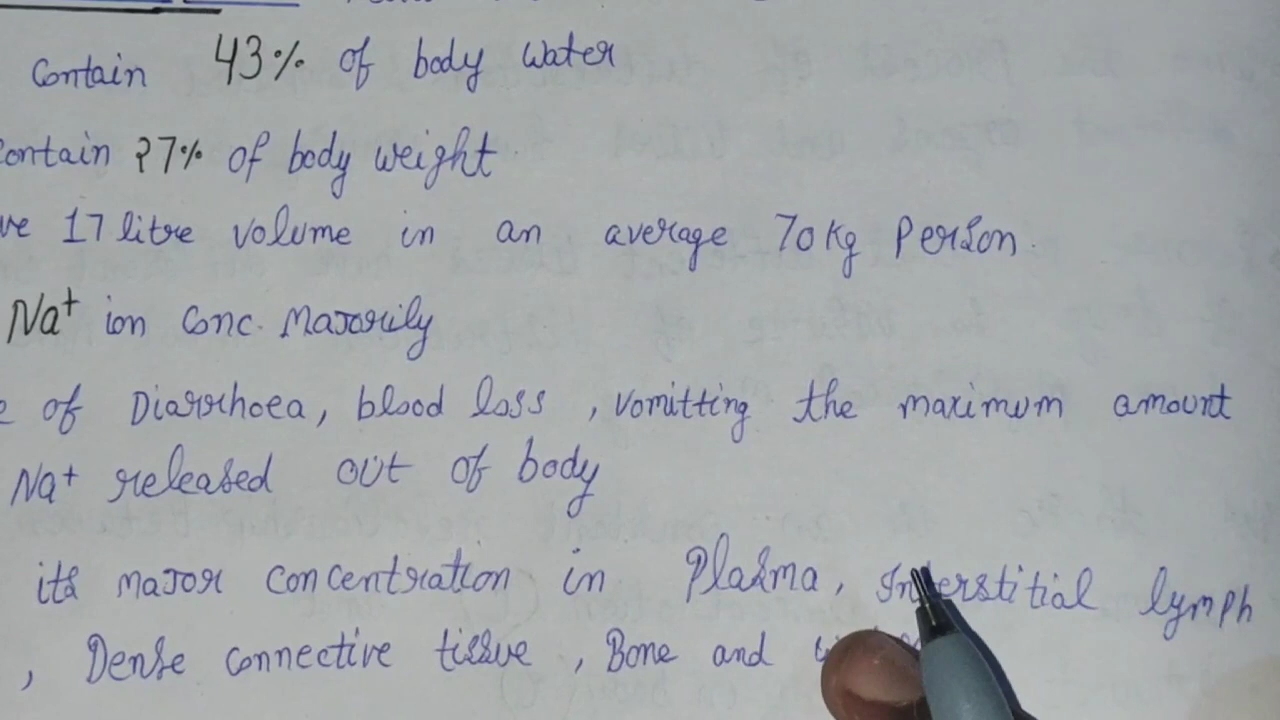 Contain 43% of body water
Contain 27% of body weight
17 litre volume in an average 70 kg Person.
Na+ ion conc. Majorily
of Diarrhoea, blood loss, vomitting the maximum amount
Na+ released out of body
its major concentration in Plasma, Interstitial lymph
, Dense connective tissue, Bone and